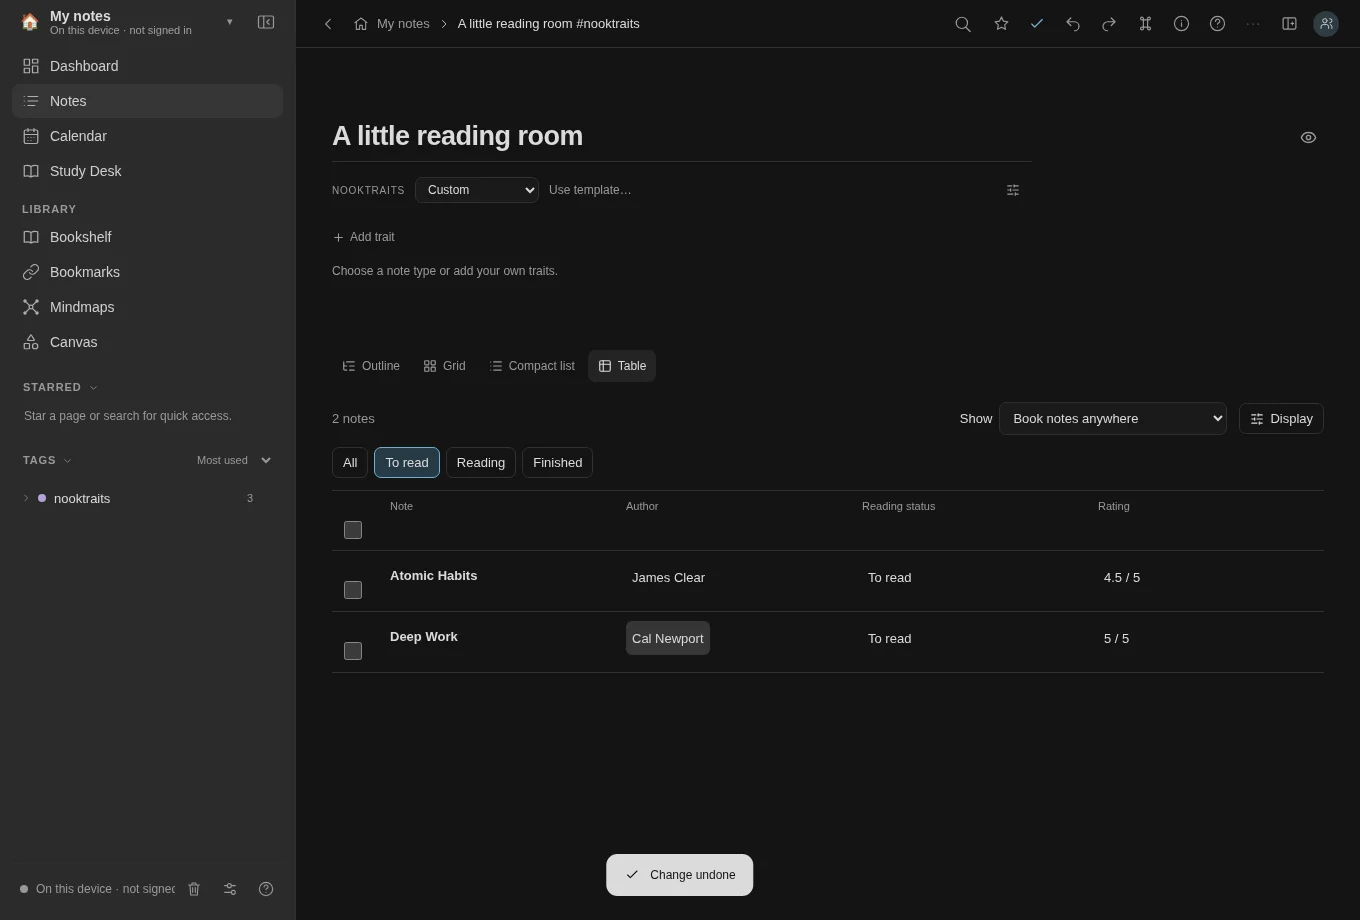 My notes
On this device · not signed in
Dashboard
Notes
Calendar
Study Desk
LIBRARY
Bookshelf
Bookmarks
Mindmaps
Canvas
STARRED
Star a page or search for quick access.
TAGS
Most used
nooktraits
3
On this device · not signed
My notes
A little reading room #nooktraits
A little reading room
NOOKTRAITS
Custom
Use template…
Add trait
Choose a note type or add your own traits.
Outline
Grid
Compact list
Table
2 notes
Show
Book notes anywhere
Display
All
To read
Reading
Finished
Note
Author
Reading status
Rating
Atomic Habits
James Clear
To read
4.5 / 5
Deep Work
Cal Newport
To read
5 / 5
Change undone